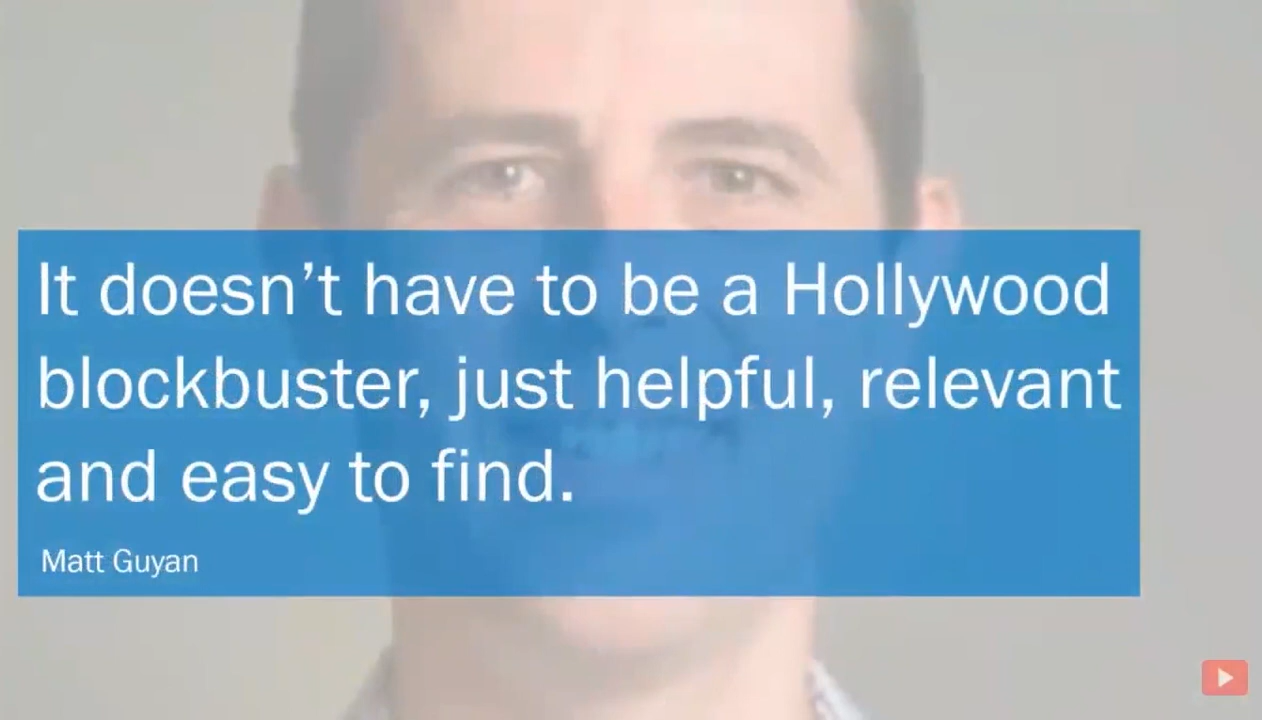 It doesn’t have to be a Hollywood
blockbuster, just helpful, relevant
and easy to find.
Matt Guyan